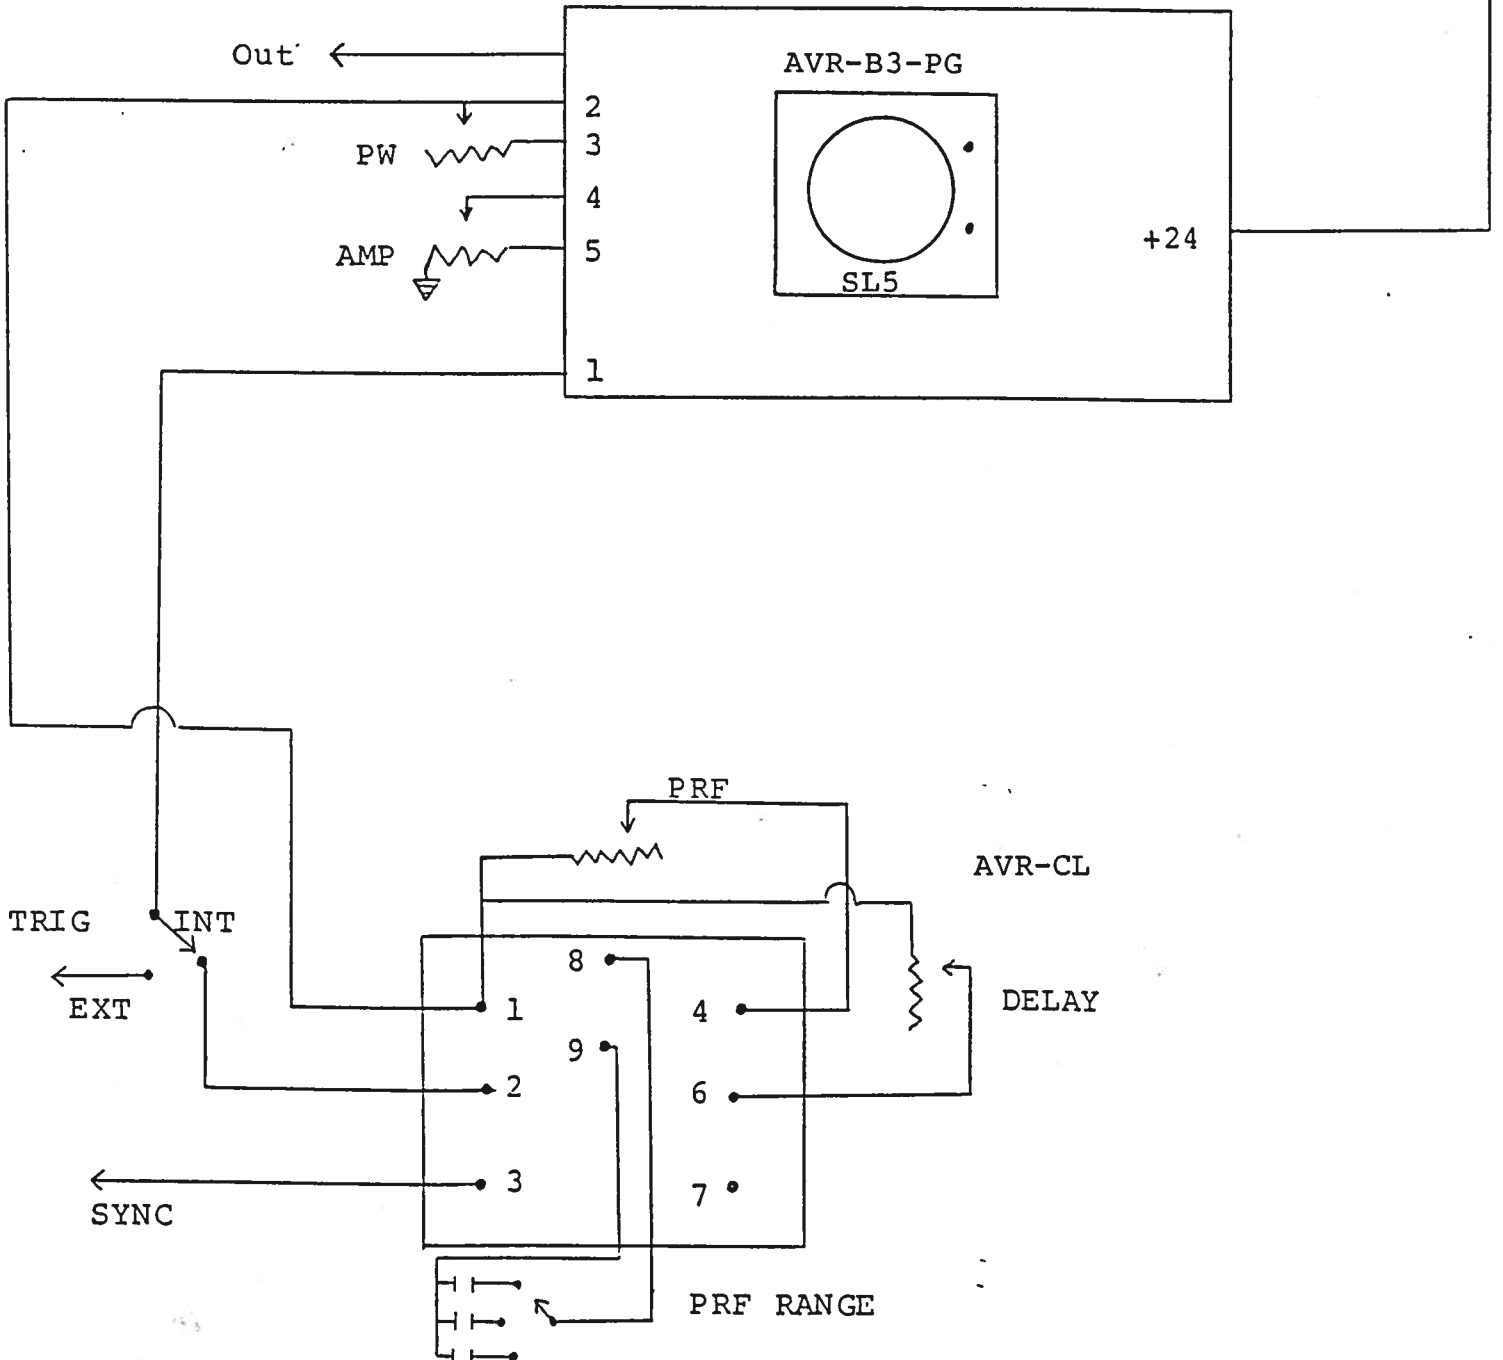 Out
AVR-B3-PG
2
3
PW
4
5
AMP
+24
SL5
1
PRF
AVR-CL
TRIG
INT
EXT
8
1
4
DELAY
9
2
6
3
7
SYNC
PRF RANGE